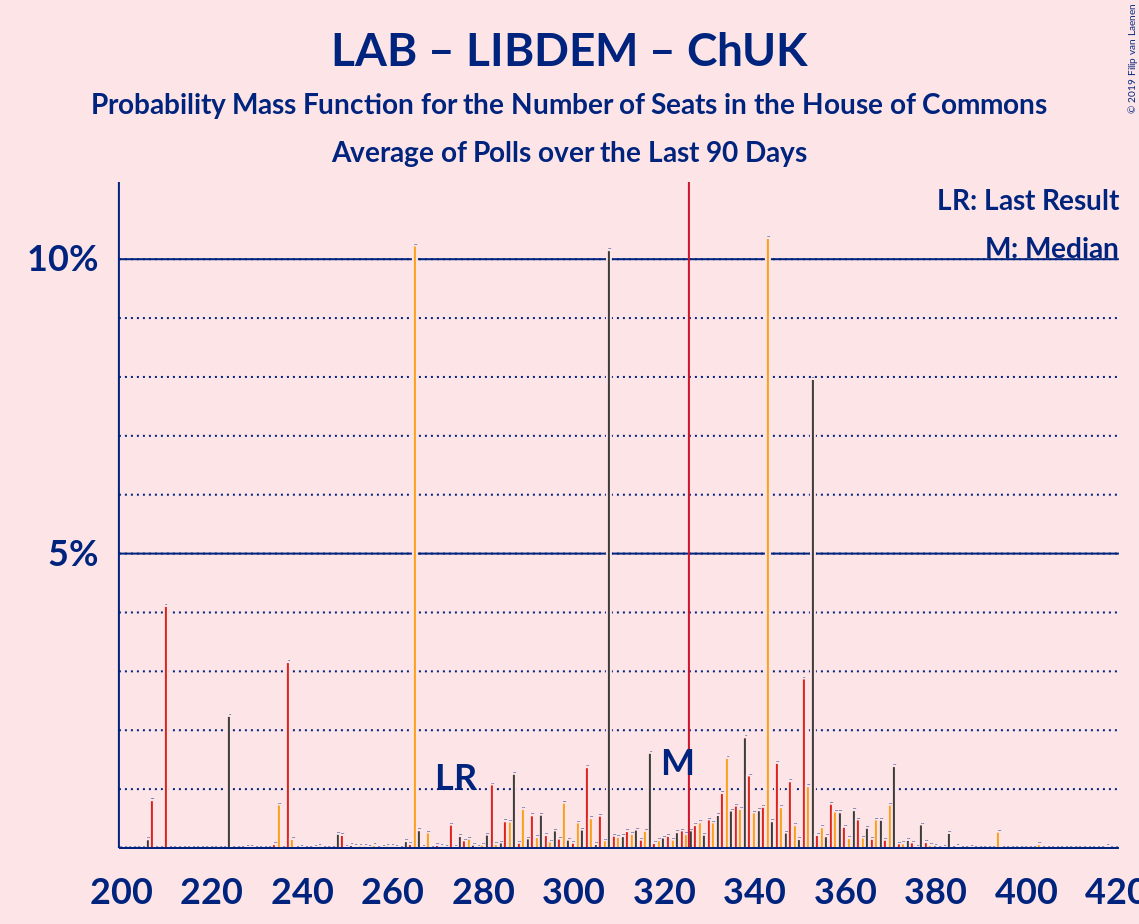 LAB – LIBDEM – ChUK
Probability Mass Function for the Number of Seats in the House of Commons
Average of Polls over the Last 90 Days
© 2019 Filip van Laenen
LR: Last Result
M: Median
10%
5%
LR
M
200 220 240 260 280 300 320 340 360 380 400 420